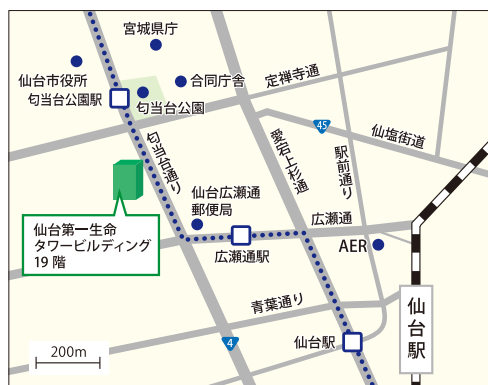 宮城県庁
仙台市役所
合同庁舎
定禅寺通
勾当台公園駅
勾当台公園
45
仙塩街道
勾当台通り
愛宕上杉通
駅前通り
仙台広瀬通
郵便局
仙台第一生命
タワービルディング
19階
広瀬通
広瀬通駅
AER
青葉通り
仙台駅
仙台駅
4
200m